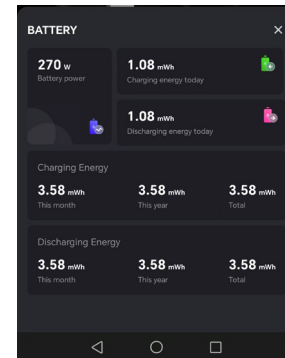 BATTERY
270 W
Battery power
1.08 mWh
Charging energy today
1.08 mWh
Discharging energy today
Charging Energy
3.58 mWh 3.58 mWh 3.58 mWh
This month This year Total
Discharging Energy
3.58 mWh 3.58 mWh 3.58 mWh
This month This year Total